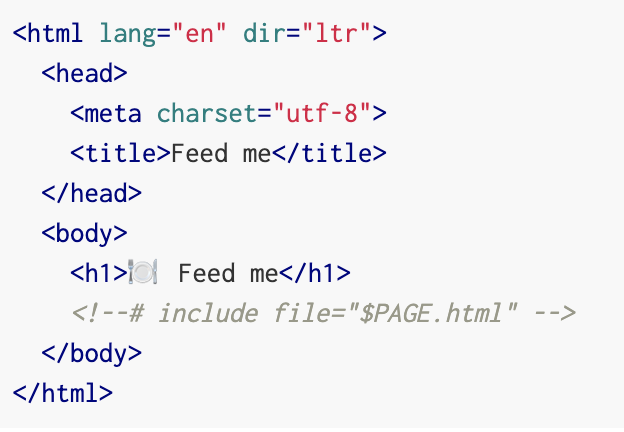 <html lang="en" dir="ltr">
<head>
<meta charset="utf-8">
<title>Feed me</title>
</head>
<body>
<h1>🍽️ Feed me</h1>
<!--# include file="$PAGE.html" -->
</body>
</html>